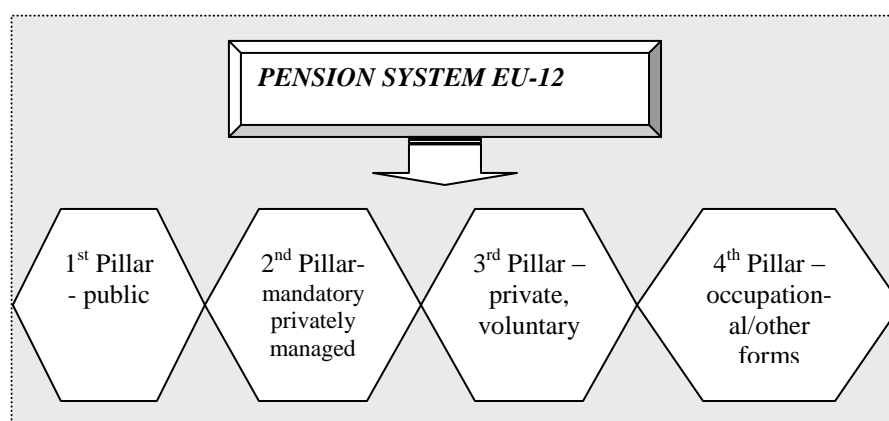 PENSION SYSTEM EU-12
1st Pillar
- public
2nd Pillar-
mandatory
privately
managed
3rd Pillar –
private,
voluntary
4th Pillar –
occupation-
al/other
forms